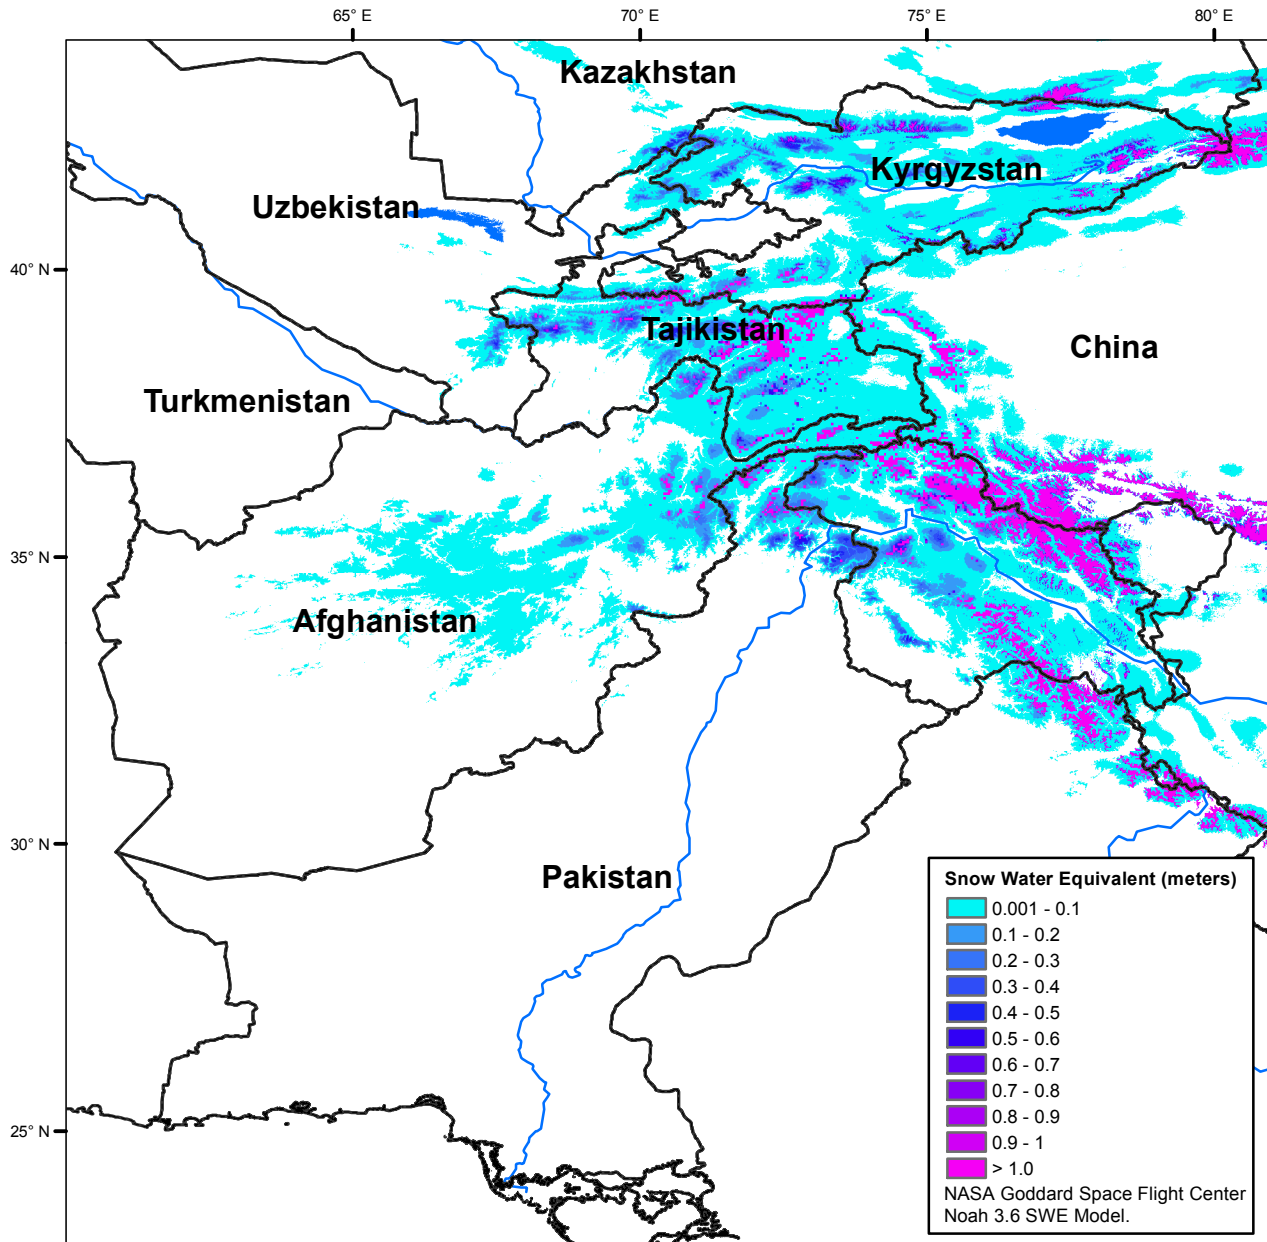 65° E
70° E
75° E
80° E
Kazakhstan
Kyrgyzstan
Uzbekistan
40° N
Tajikistan
China
Turkmenistan
35° N
Afghanistan
30° N
Pakistan
25° N
Snow Water Equivalent (meters)
0.001 - 0.1
0.1 - 0.2
0.2 - 0.3
0.3 - 0.4
0.4 - 0.5
0.5 - 0.6
0.6 - 0.7
0.7 - 0.8
0.8 - 0.9
0.9 - 1
> 1.0
NASA Goddard Space Flight Center
Noah 3.6 SWE Model.